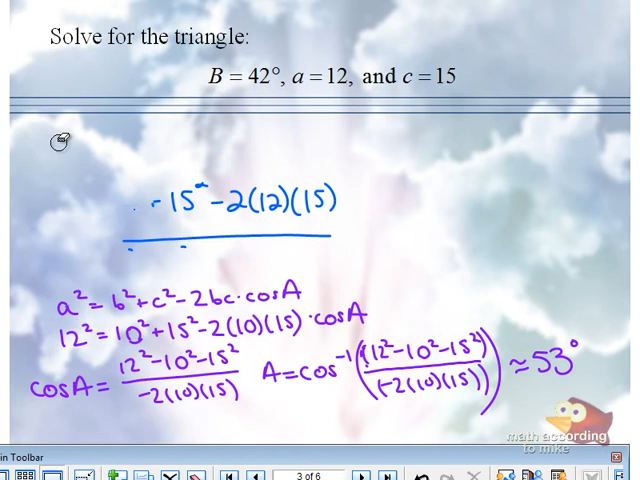 Solve for the triangle:
B = 42°, a = 12, and c = 15
- 15² - 2(12)(15)
a² = b² + c² - 2bc · cosA
12² = 10² + 15² - 2(10)(15) · cosA
cosA = (12² - 10² - 15²) / (-2(10)(15)) A = cos⁻¹((12² - 10² - 15²) / (-2(10)(15))) ≈ 53°
math according
to mike
in Toolbar
3 of 6